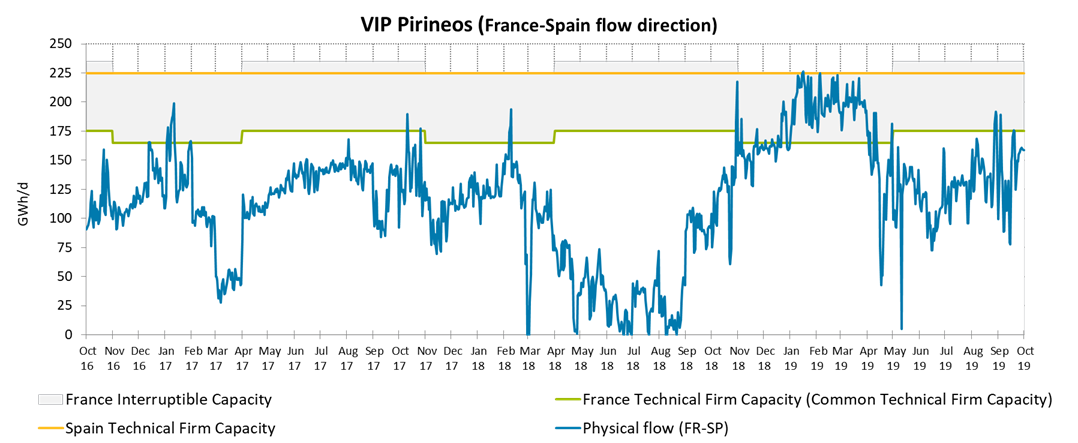 VIP Pirineos (France-Spain flow direction)
250
225
200
175
150
125
100
75
50
25
0
GWh/d
Oct Nov Dec Jan Feb Mar Apr May Jun Jul Aug Sep Oct Nov Dec Jan Feb Mar Apr May Jun Jul Aug Sep Oct Nov Dec Jan Feb Mar Apr May Jun Jul Aug Sep Oct
16 16 16 17 17 17 17 17 17 17 17 17 17 17 17 18 18 18 18 18 18 18 18 18 18 18 18 19 19 19 19 19 19 19 19 19 19
France Interruptible Capacity
France Technical Firm Capacity (Common Technical Firm Capacity)
Spain Technical Firm Capacity
Physical flow (FR-SP)